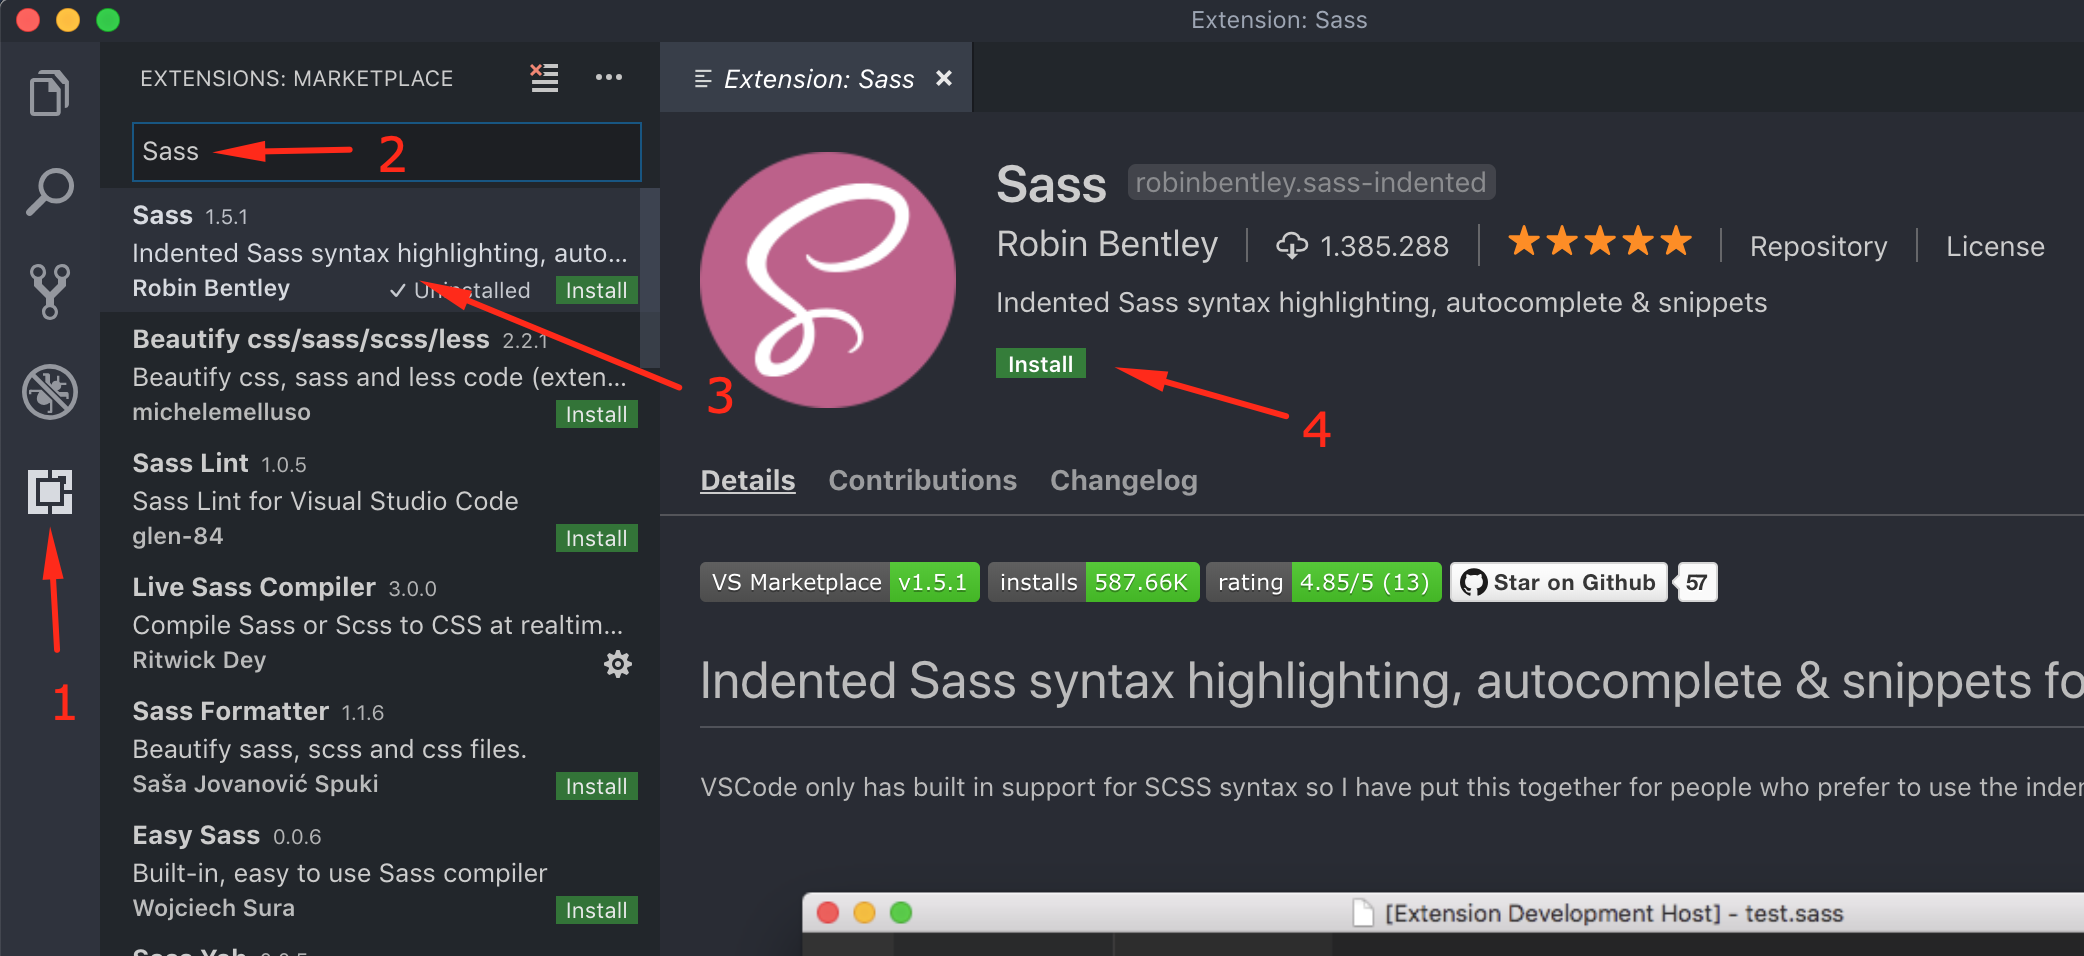 Extension: Sass
EXTENSIONS: MARKETPLACE
Extension: Sass
Sass
2
Sass 1.5.1
Indented Sass syntax highlighting, auto...
Robin Bentley Uninstalled Install
Beautify css/sass/scss/less 2.2.1
Beautify css, sass and less code (exten...
michelemelluso Install
3
Sass Lint 1.0.5
Sass Lint for Visual Studio Code
glen-84 Install
1
Live Sass Compiler 3.0.0
Compile Sass or Scss to CSS at realtim...
Ritwick Dey
Sass Formatter 1.1.6
Beautify sass, scss and css files.
Saša Jovanović Spuki Install
Easy Sass 0.0.6
Built-in, easy to use Sass compiler
Wojciech Sura Install
Sass robinbentley.sass-indented
Robin Bentley 1.385.288 Repository License
Indented Sass syntax highlighting, autocomplete & snippets
Install
4
Details Contributions Changelog
VS Marketplace v1.5.1 installs 587.66K rating 4.85/5 (13) Star on Github 57
Indented Sass syntax highlighting, autocomplete & snippets fo
VSCode only has built in support for SCSS syntax so I have put this together for people who prefer to use the inder
[Extension Development Host] - test.sass